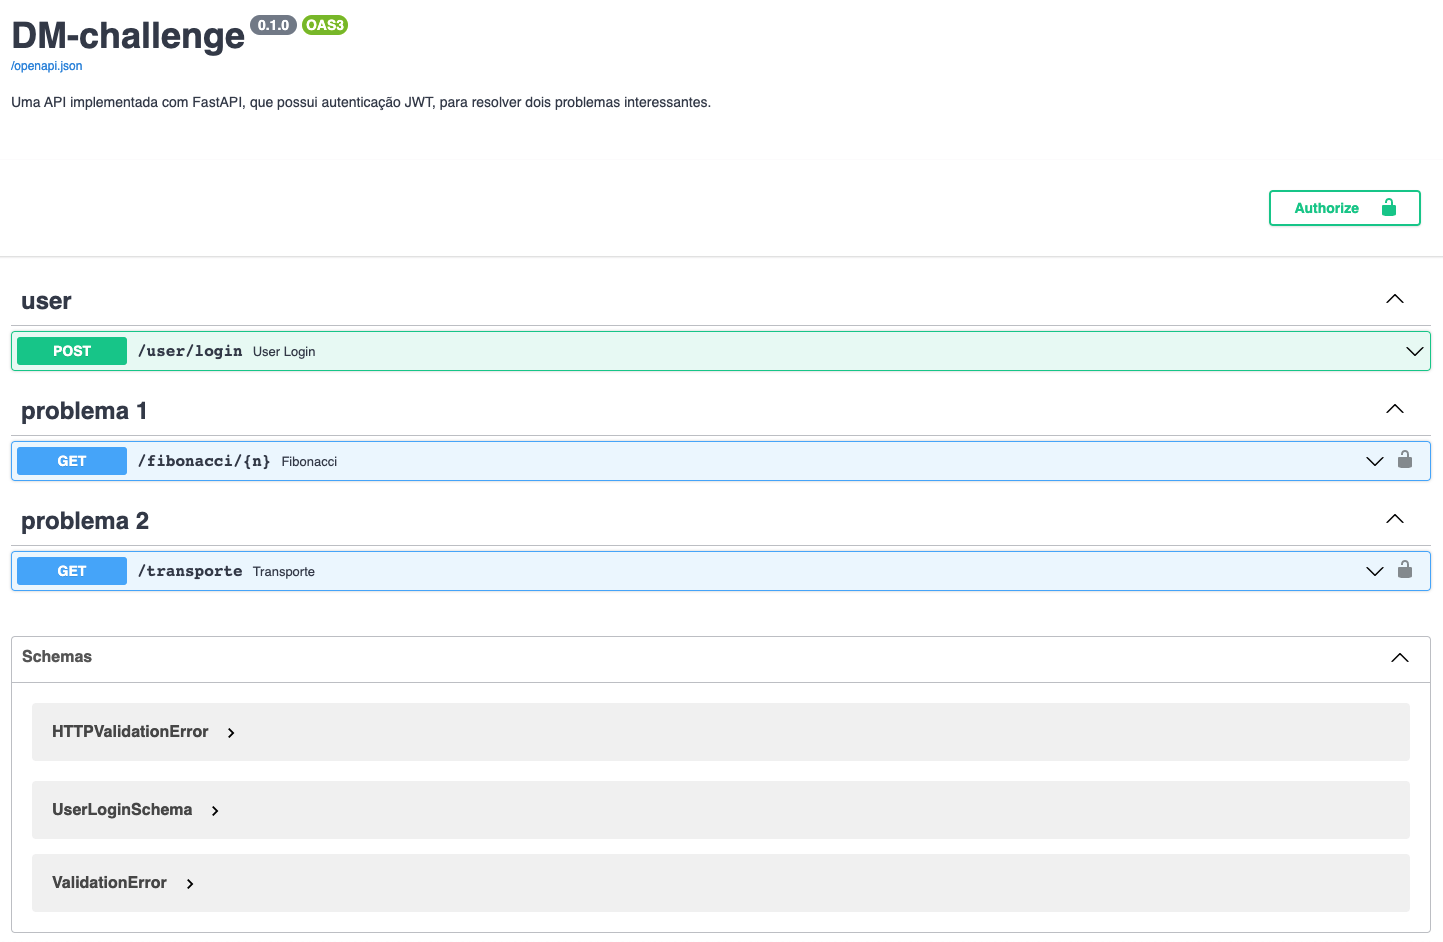 DM-challenge 0.1.0 OAS3
/openapi.json
Uma API implementada com FastAPI, que possui autenticação JWT, para resolver dois problemas interessantes.
Authorize
user
POST /user/login User Login
problema 1
GET /fibonacci/{n} Fibonacci
problema 2
GET /transporte Transporte
Schemas
HTTPValidationError
UserLoginSchema
ValidationError